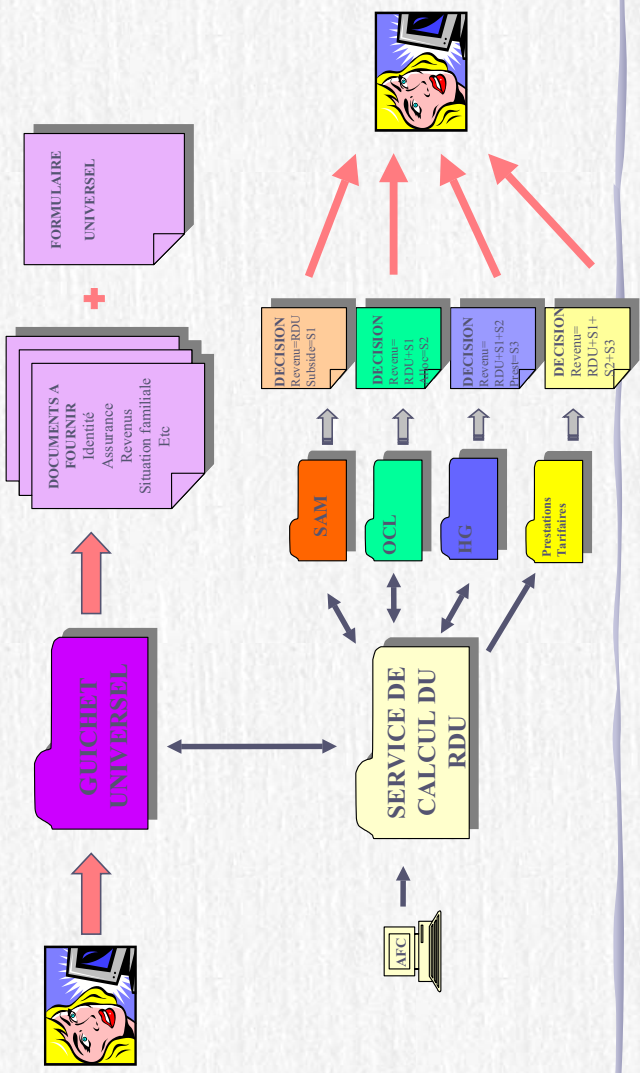 GUICHET
UNIVERSEL
DOCUMENTS A
FOURNIR
Identité
Assurance
Revenus
Situation familiale
Etc
FORMULAIRE
UNIVERSEL
AFC
SERVICE DE
CALCUL DU
RDU
SAM
OCL
HG
Prestations
Tarifaires
DECISION
Revenu=RDU
Subside=S1
DECISION
Revenu=
RDU+S1
Alloc=S2
DECISION
Revenu=
RDU+S1+S2
Prest=S3
DECISION
Revenu=
RDU+S1+
S2+S3